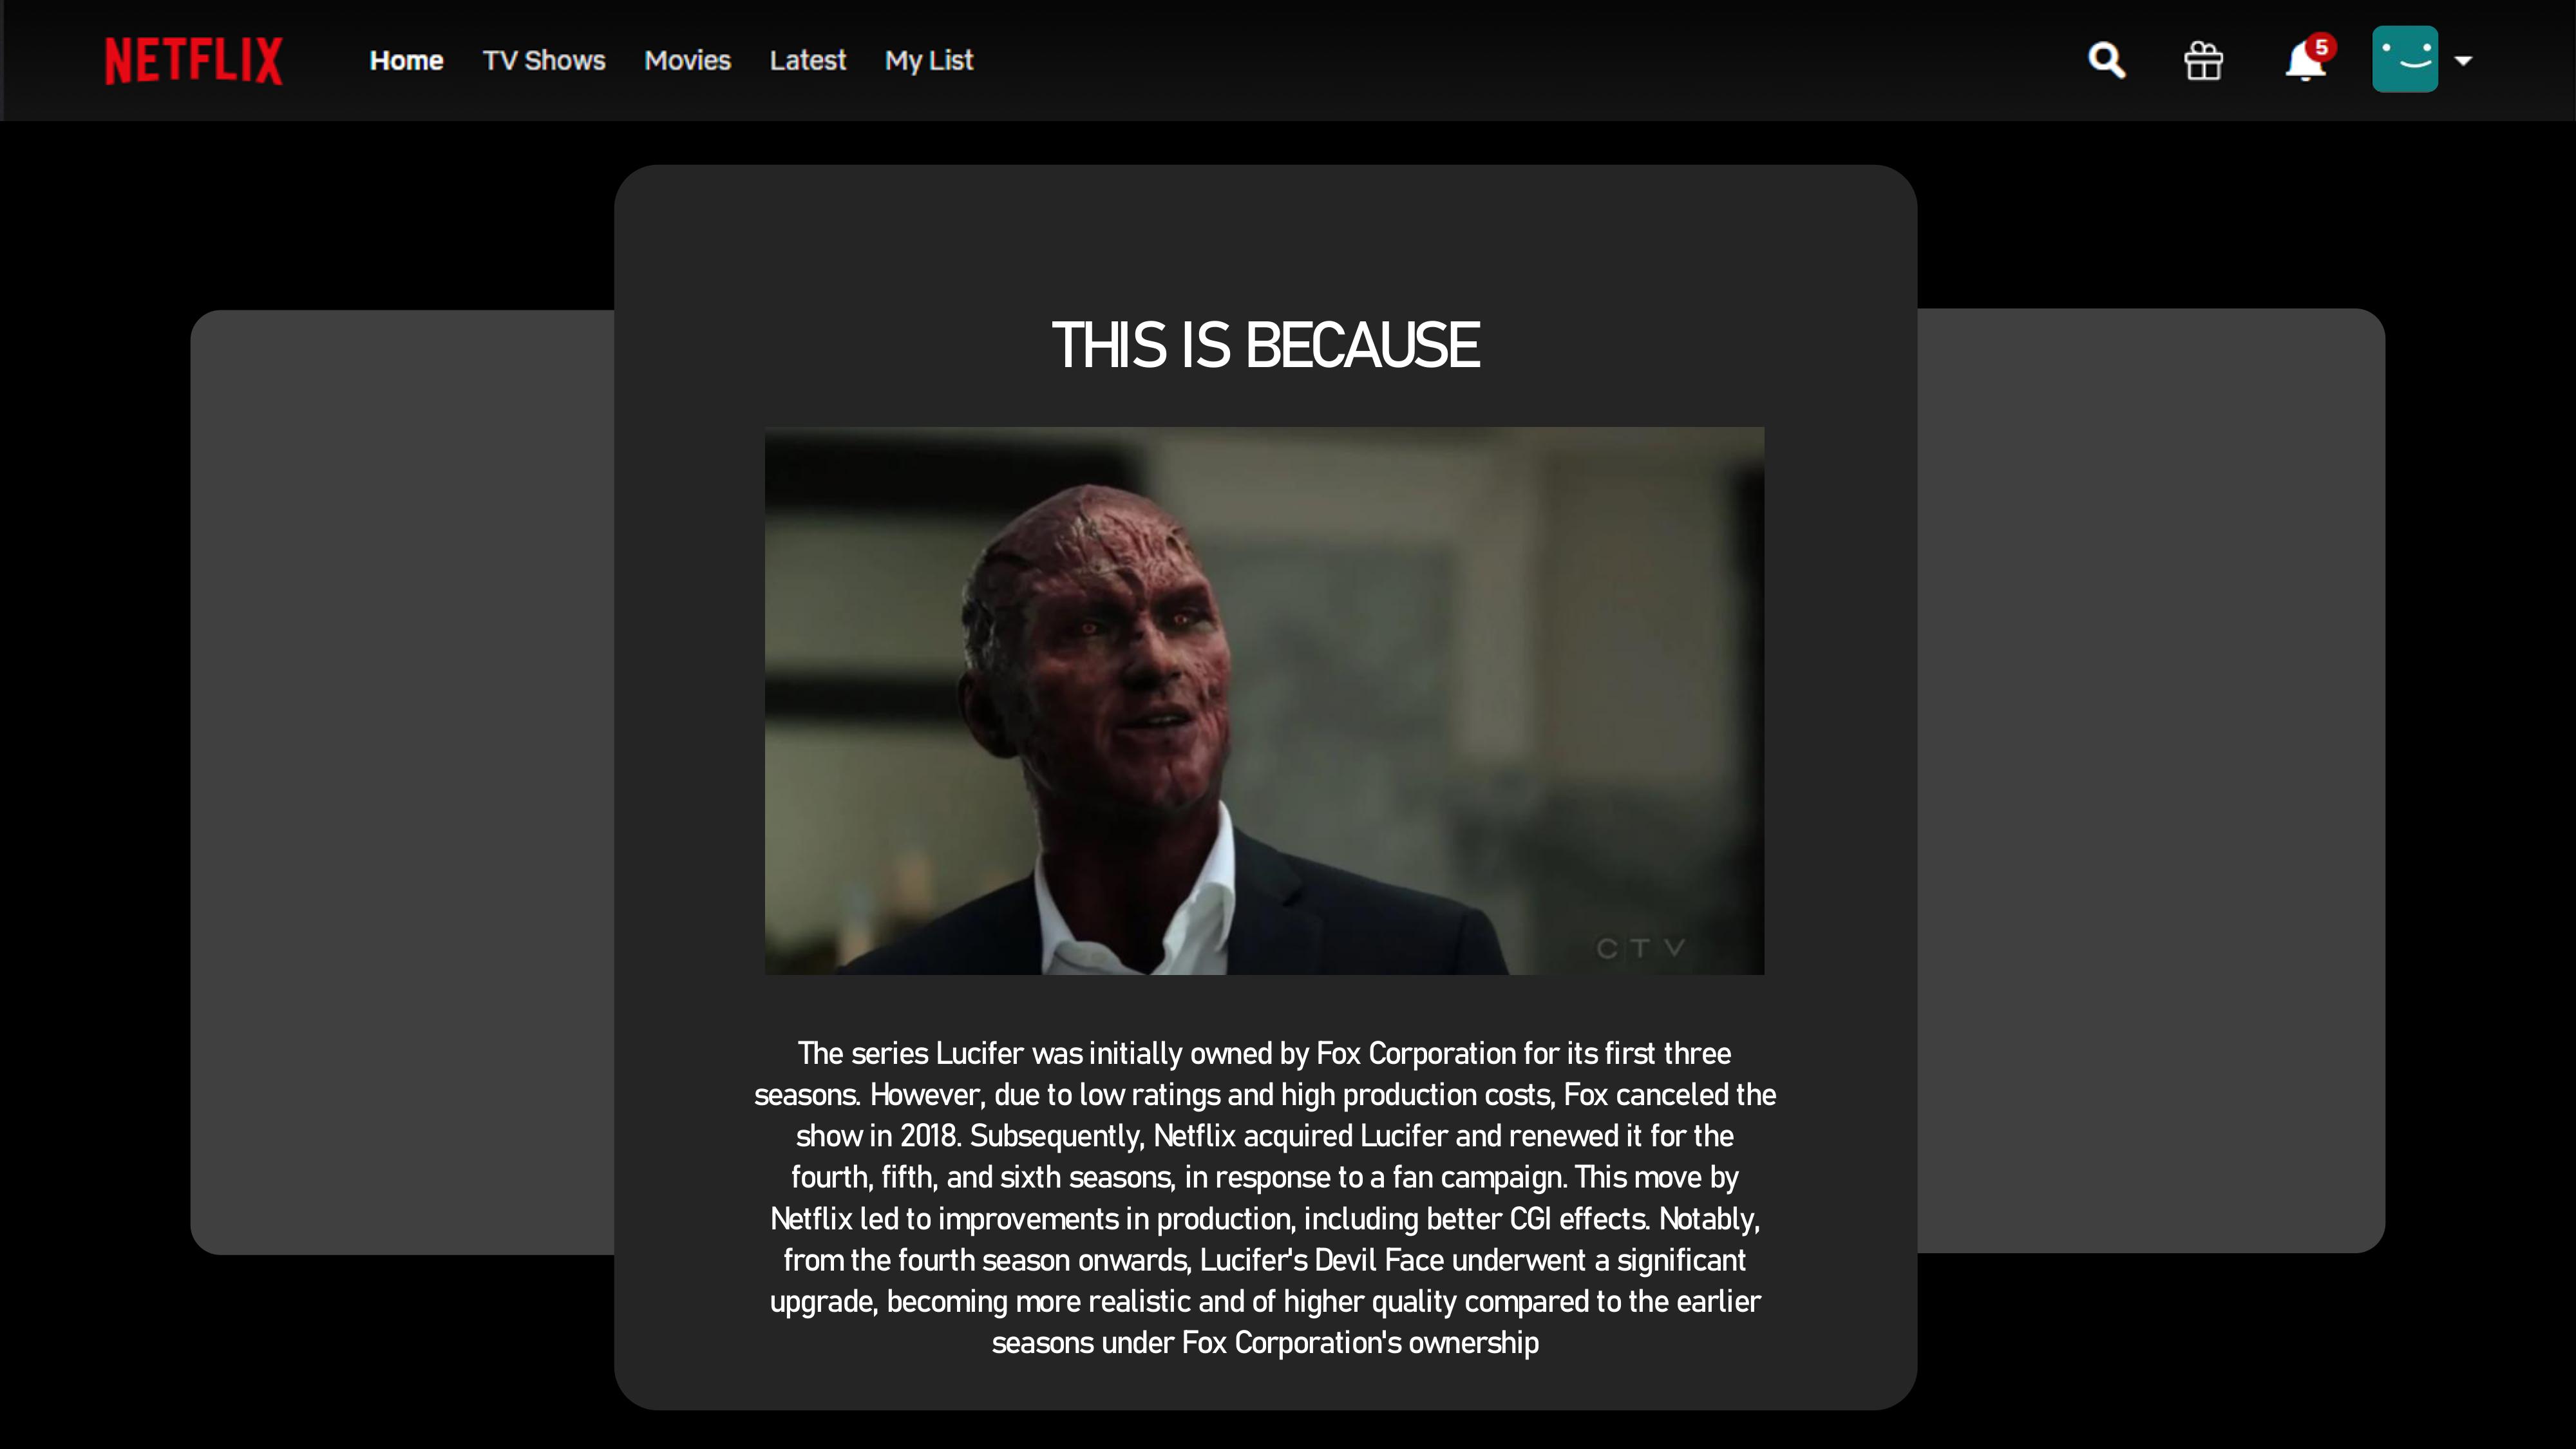 NETFLIX Home TV Shows Movies Latest My List 5
THIS IS BECAUSE
CTV
The series Lucifer was initially owned by Fox Corporation for its first three
seasons. However, due to low ratings and high production costs, Fox canceled the
show in 2018. Subsequently, Netflix acquired Lucifer and renewed it for the
fourth, fifth, and sixth seasons, in response to a fan campaign. This move by
Netflix led to improvements in production, including better CGI effects. Notably,
from the fourth season onwards, Lucifer's Devil Face underwent a significant
upgrade, becoming more realistic and of higher quality compared to the earlier
seasons under Fox Corporation's ownership